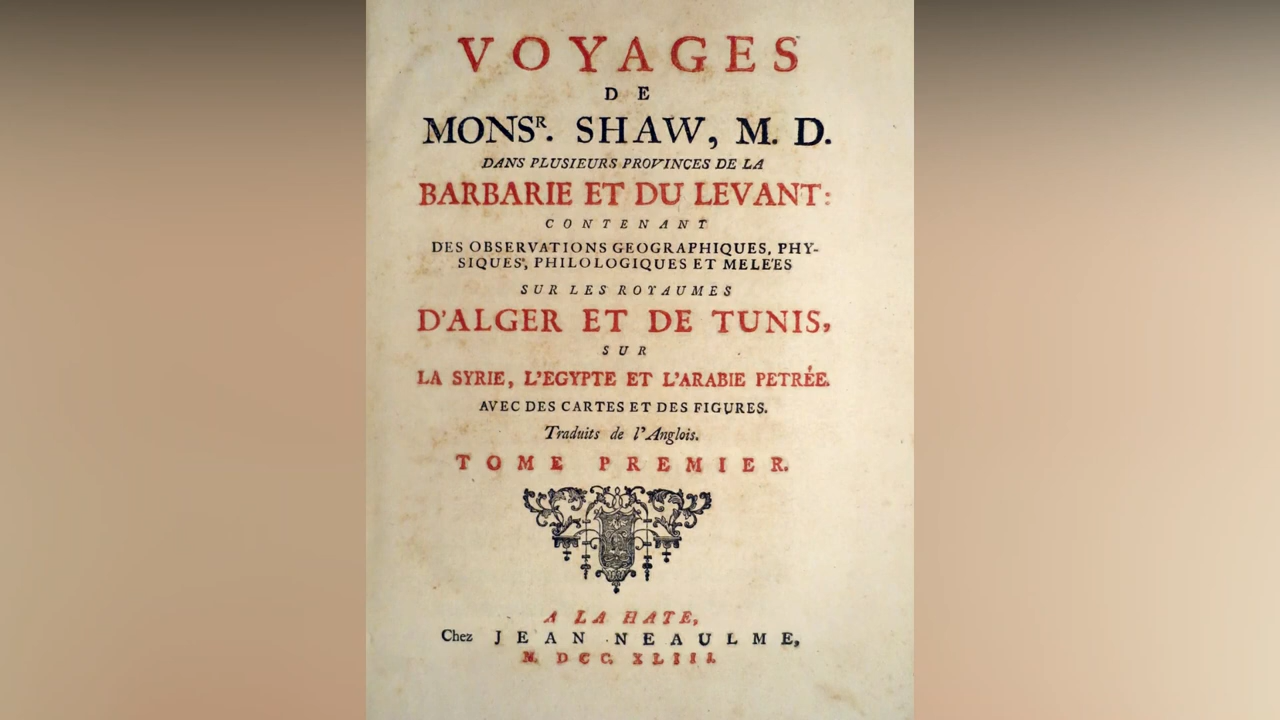 VOYAGES
DE
MONSR. SHAW, M. D.
DANS PLUSIEURS PROVINCES DE LA
BARBARIE ET DU LEVANT:
CONTENANT
DES OBSERVATIONS GEOGRAPHIQUES, PHY-
SIQUES, PHILOLOGIQUES ET MELE'ES
SUR LES ROYAUMES
D'ALGER ET DE TUNIS,
SUR
LA SYRIE, L'EGYPTE ET L'ARABIE PETRÉE.
AVEC DES CARTES ET DES FIGURES.
Traduits de l'Anglois.
TOME PREMIER.
A LA HAYE,
Chez JEAN NEAULME,
M. DCC. XLIII.